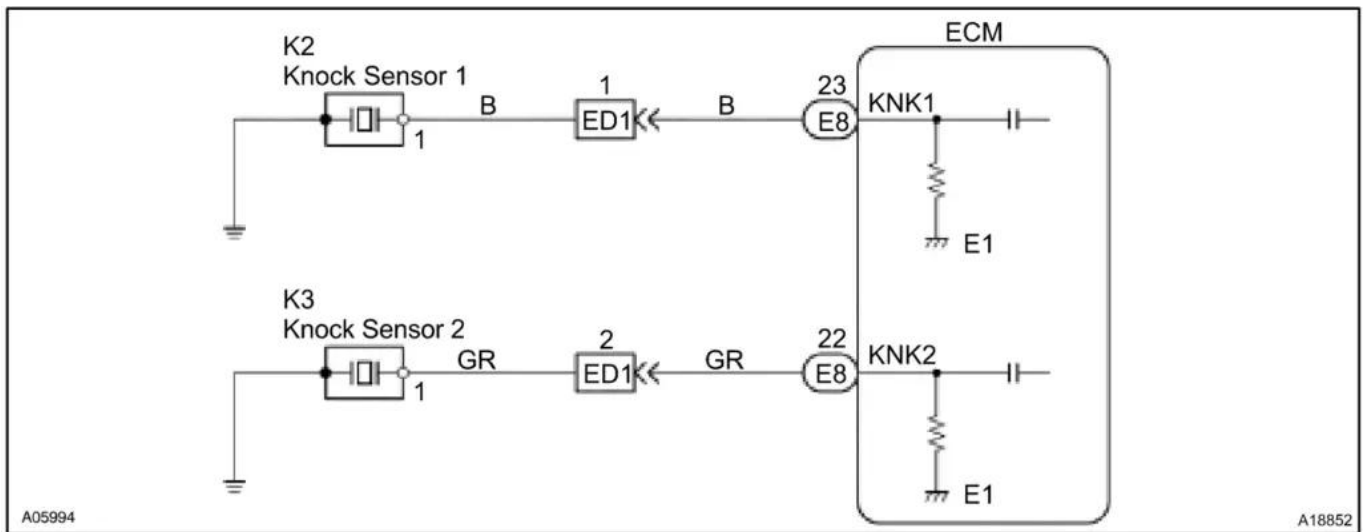 ECM
K2
Knock Sensor 1
1
B
1
ED1
B
23
E8
KNK1
E1
K3
Knock Sensor 2
1
GR
2
ED1
GR
22
E8
KNK2
E1
A05994
A18852